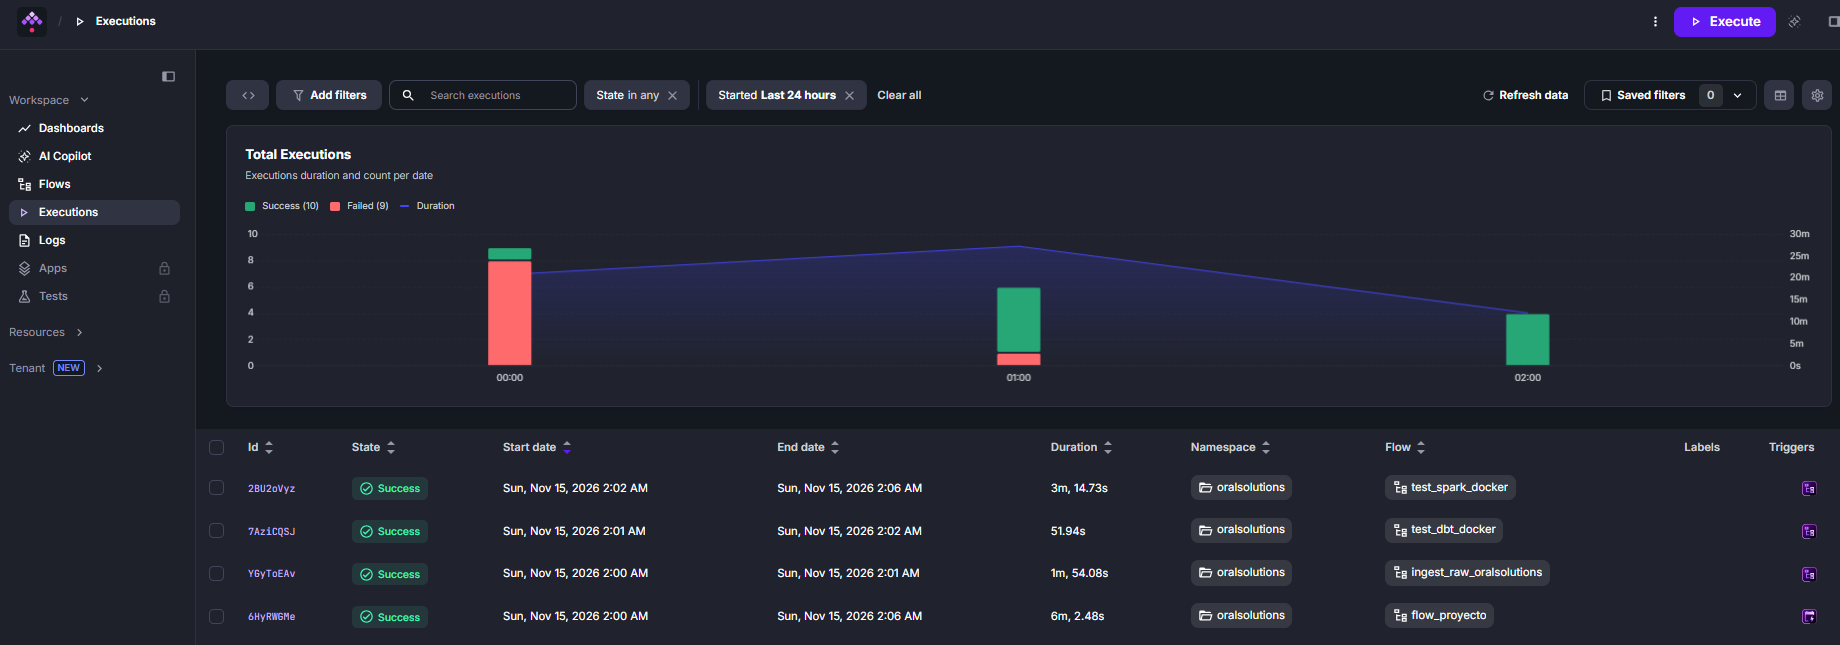 / Executions
Execute
Workspace
Dashboards
AI Copilot
Flows
Executions
Logs
Apps
Tests
Resources
Tenant NEW
Add filters
Search executions
State in any
Started Last 24 hours
Clear all
Refresh data
Saved filters 0
Total Executions
Executions duration and count per date
Success (10) Failed (9) Duration
10 30m
8 25m
6 20m
4 15m
2 10m
0 5m
0s
00:00 01:00 02:00
Id State Start date End date Duration Namespace Flow Labels Triggers
2BU2oVyz Success Sun, Nov 15, 2026 2:02 AM Sun, Nov 15, 2026 2:06 AM 3m, 14.73s oralsolutions test_spark_docker
7AziCQSJ Success Sun, Nov 15, 2026 2:01 AM Sun, Nov 15, 2026 2:02 AM 51.94s oralsolutions test_dbt_docker
YGyToEAv Success Sun, Nov 15, 2026 2:00 AM Sun, Nov 15, 2026 2:01 AM 1m, 54.08s oralsolutions ingest_raw_oralsolutions
6HyRWGMe Success Sun, Nov 15, 2026 2:00 AM Sun, Nov 15, 2026 2:06 AM 6m, 2.48s oralsolutions flow_proyecto